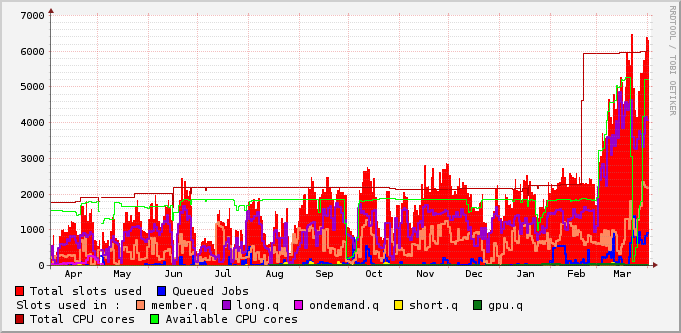 7000
6000
5000
4000
3000
2000
1000
0
Apr May Jun Jul Aug Sep Oct Nov Dec Jan Feb Mar
RRDTOOL / TOBI OETIKER
Total slots used Queued Jobs
Slots used in : member.q long.q ondemand.q short.q gpu.q
Total CPU cores Available CPU cores